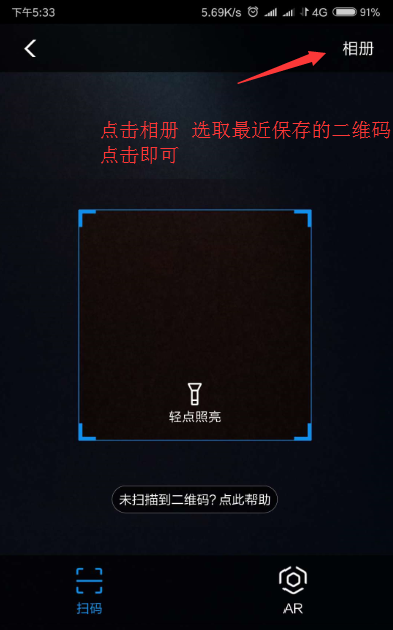 下午5:33 5.69K/s 4G 91%
相册
点击相册 选取最近保存的二维码
点击即可
轻点照亮
未扫描到二维码?点此帮助
扫码 AR